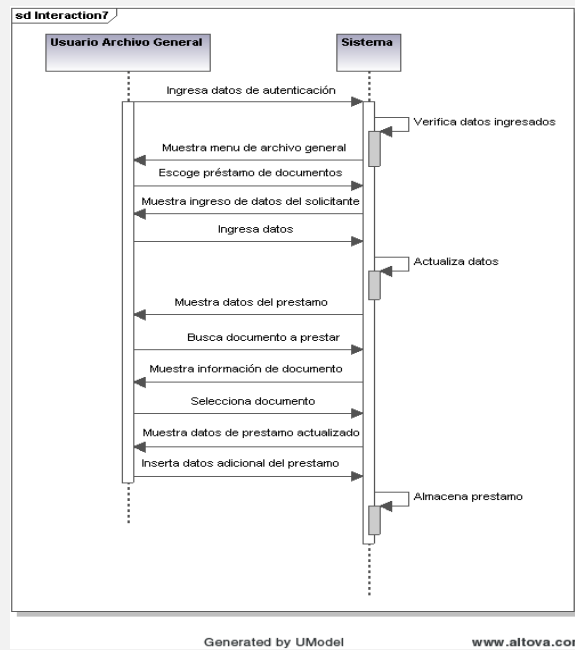 sd Interaction7
Usuario Archivo General
Sistema
Ingresa datos de autenticación
Verifica datos ingresados
Muestra menu de archivo general
Escoge préstamo de documentos
Muestra ingreso de datos del solicitante
Ingresa datos
Actualiza datos
Muestra datos del prestamo
Busca documento a prestar
Muestra información de documento
Selecciona documento
Muestra datos de prestamo actualizado
Inserta datos adicional del prestamo
Almacena prestamo
Generated by UModel
www.altova.com